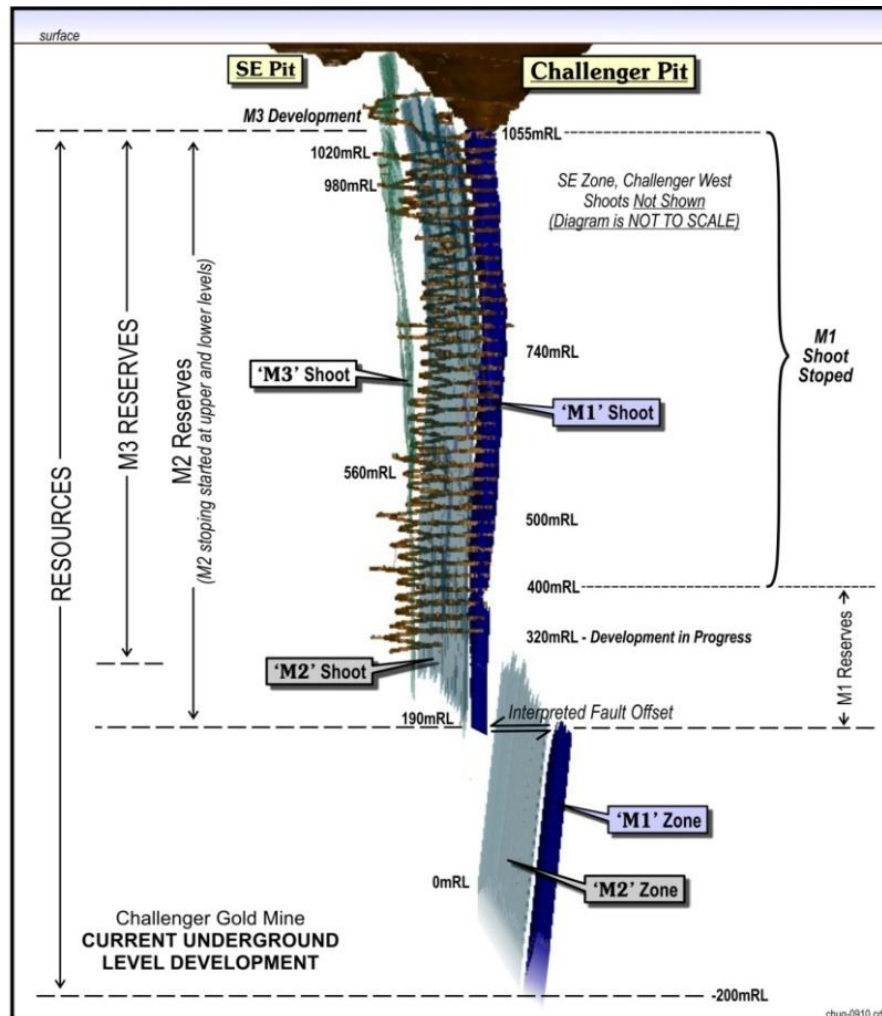 surface
SE Pit
Challenger Pit
M3 Development
1055mRL
1020mRL
980mRL
SE Zone, Challenger West
Shoots Not Shown
(Diagram is NOT TO SCALE)
RESOURCES
M3 RESERVES
M2 Reserves
(M2 stoping started at upper and lower levels)
740mRL
M1
Shoot
Stoped
'M3' Shoot
'M1' Shoot
560mRL
500mRL
400mRL
320mRL - Development in Progress
M1 Reserves
'M2' Shoot
190mRL
Interpreted Fault Offset
'M1' Zone
'M2' Zone
0mRL
Challenger Gold Mine
CURRENT UNDERGROUND
LEVEL DEVELOPMENT
-200mRL